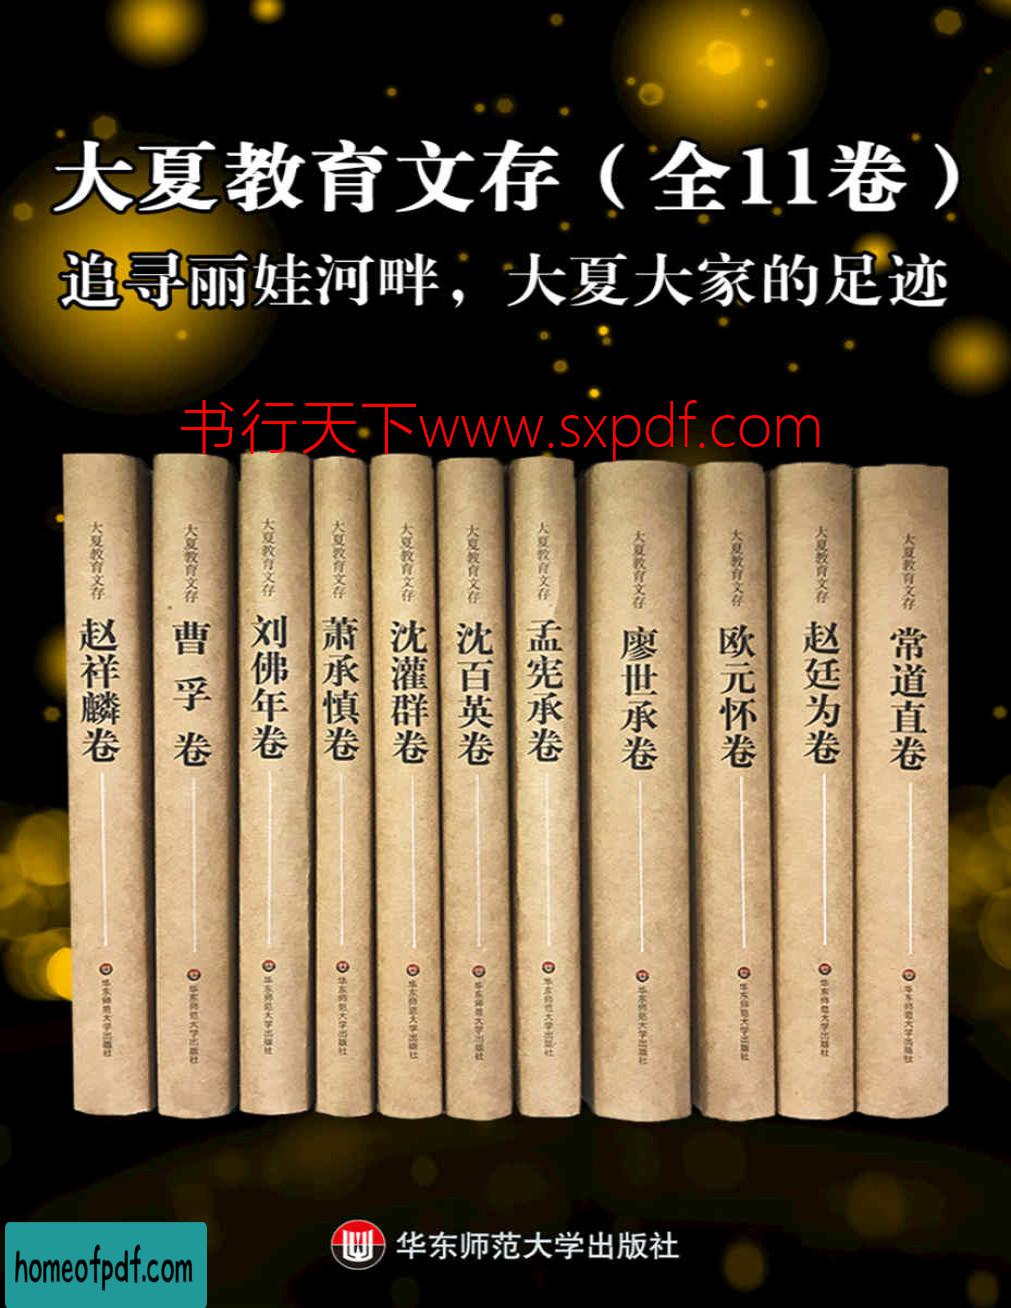 大夏教育文存（全11卷）
追寻丽娃河畔，大夏大家的足迹
书行天下www.sxpdf.com
大夏教育文存
赵祥麟卷
华东师范大学出版社
大夏教育文存
曹孚卷
华东师范大学出版社
大夏教育文存
刘佛年卷
华东师范大学出版社
大夏教育文存
萧承慎卷
华东师范大学出版社
大夏教育文存
沈灌群卷
华东师范大学出版社
大夏教育文存
沈百英卷
华东师范大学出版社
大夏教育文存
孟宪承卷
华东师范大学出版社
大夏教育文存
廖世承卷
华东师范大学出版社
大夏教育文存
欧元怀卷
华东师范大学出版社
大夏教育文存
赵廷为卷
华东师范大学出版社
大夏教育文存
常道直卷
华东师范大学出版社
华东师范大学出版社
homeofpdf.com